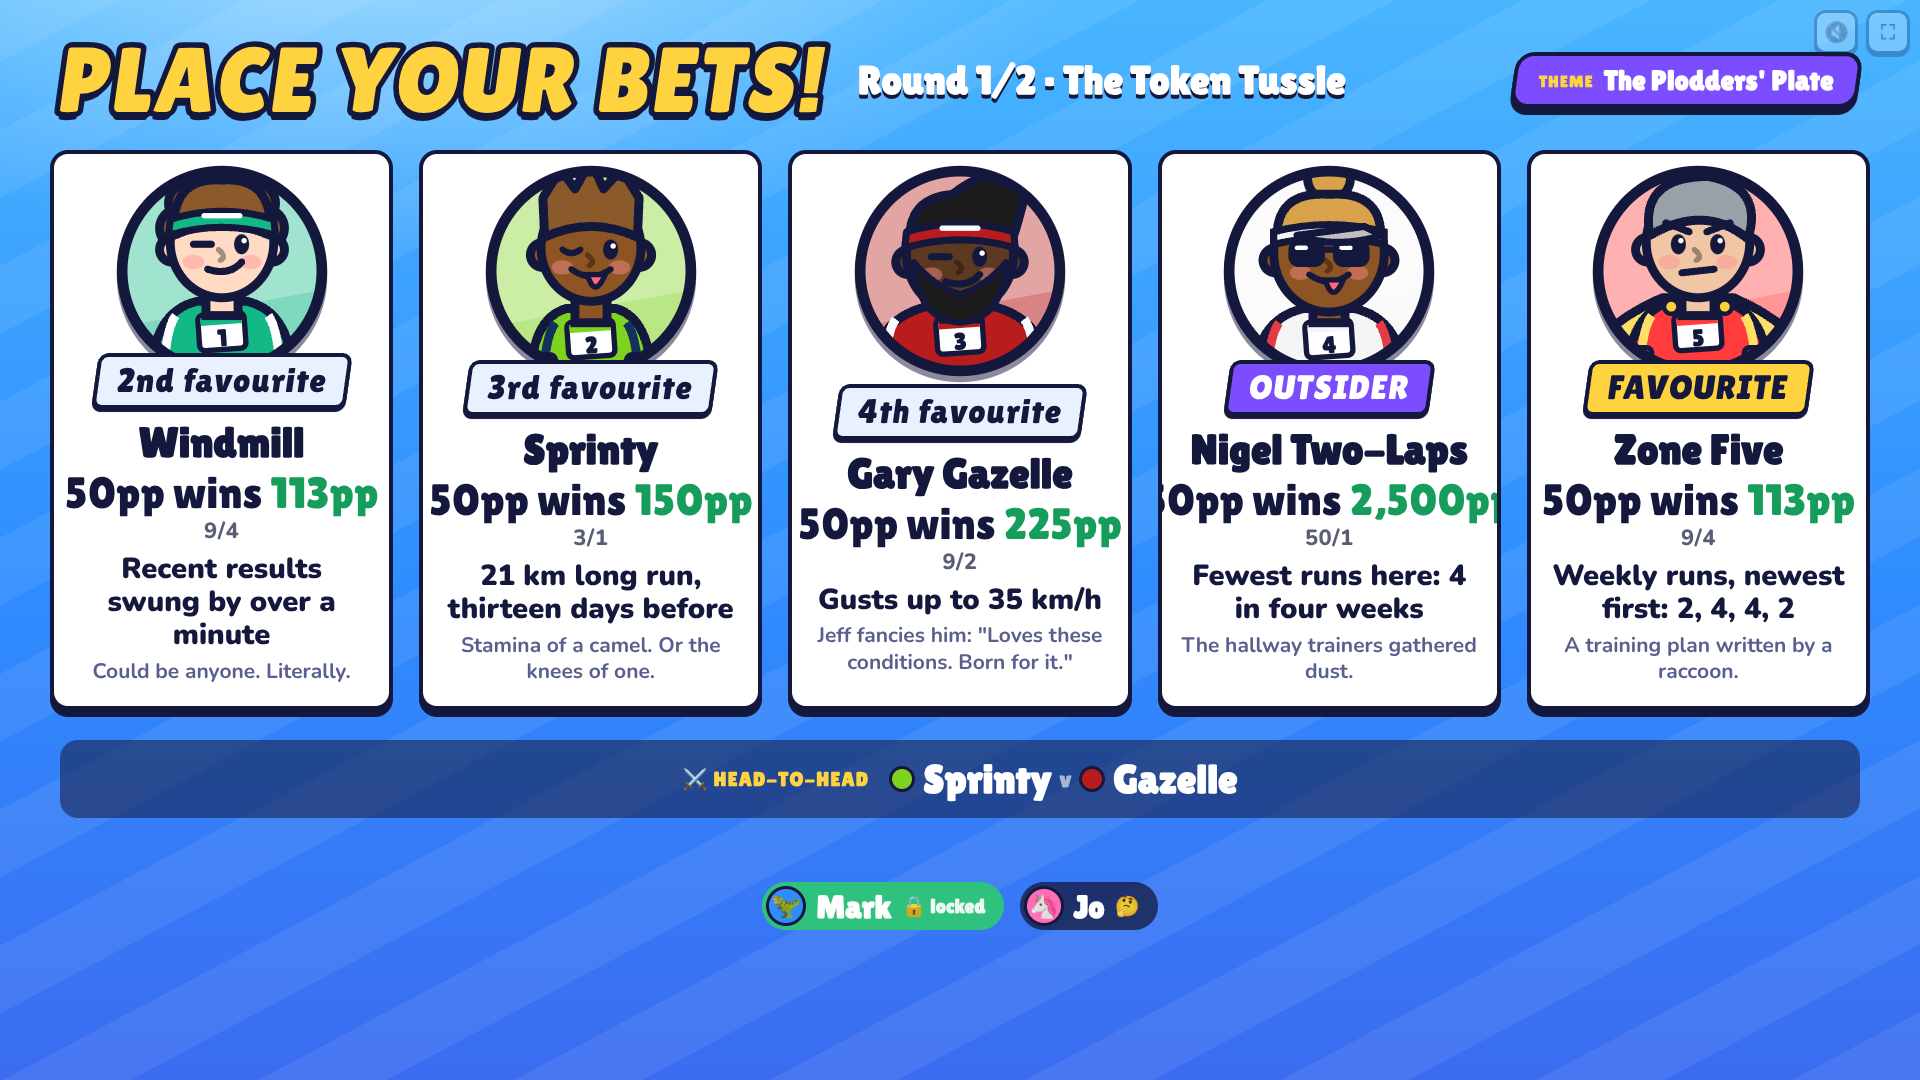 PLACE YOUR BETS!
Round 1/2 · The Token Tussle
THEME The Plodders' Plate
1
2nd favourite
Windmill
50pp wins 113pp
9/4
Recent results
swung by over a
minute
Could be anyone. Literally.
2
3rd favourite
Sprinty
50pp wins 150pp
3/1
21 km long run,
thirteen days before
Stamina of a camel. Or the
knees of one.
3
4th favourite
Gary Gazelle
50pp wins 225pp
9/2
Gusts up to 35 km/h
Jeff fancies him: "Loves these
conditions. Born for it."
4
OUTSIDER
Nigel Two-Laps
50pp wins 2,500pp
50/1
Fewest runs here: 4
in four weeks
The hallway trainers gathered
dust.
5
FAVOURITE
Zone Five
50pp wins 113pp
9/4
Weekly runs, newest
first: 2, 4, 4, 2
A training plan written by a
raccoon.
⚔️ HEAD-TO-HEAD Sprinty v Gazelle
Mark 🔒 locked
Jo 🤔